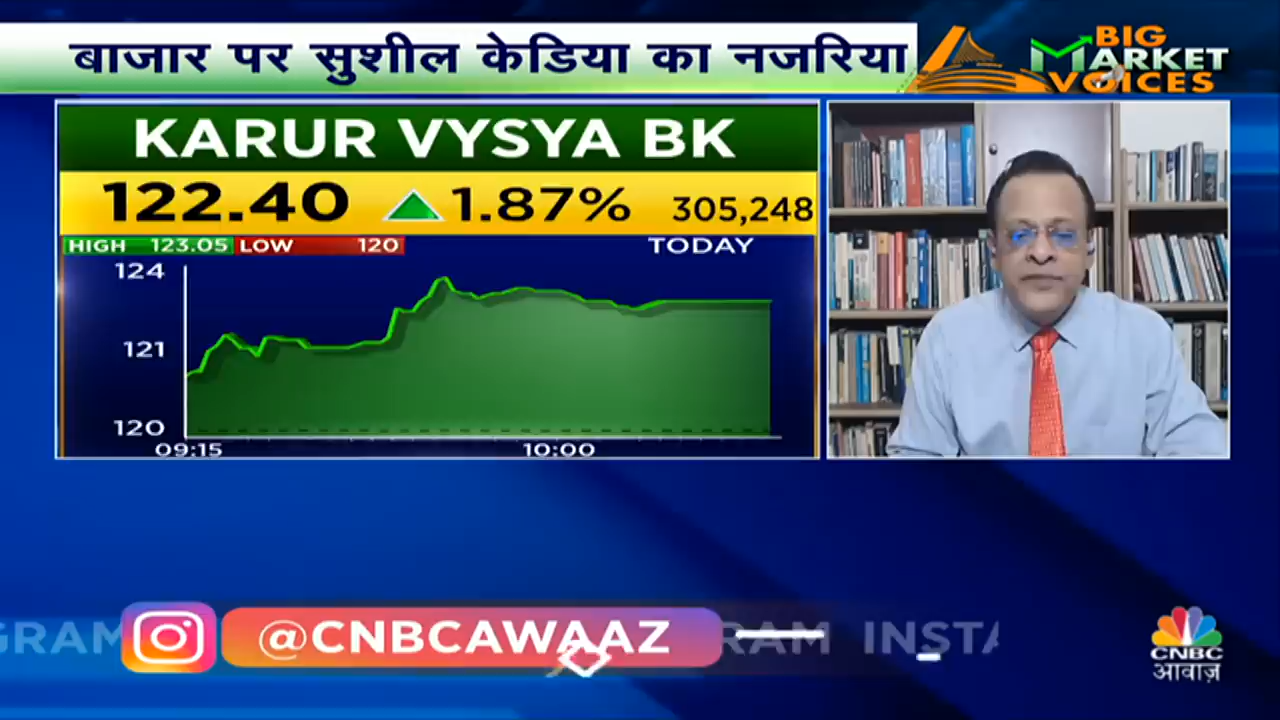 बाजार पर सुशील केडिया का नजरिया
BIG
MARKET
VOICES
KARUR VYSYA BK
122.40 1.87% 305,248
HIGH 123.05 LOW 120 TODAY
124
121
120
09:15 10:00
GRAM @CNBCAWAAZ RAM INSTA
CNBC
आवाज़